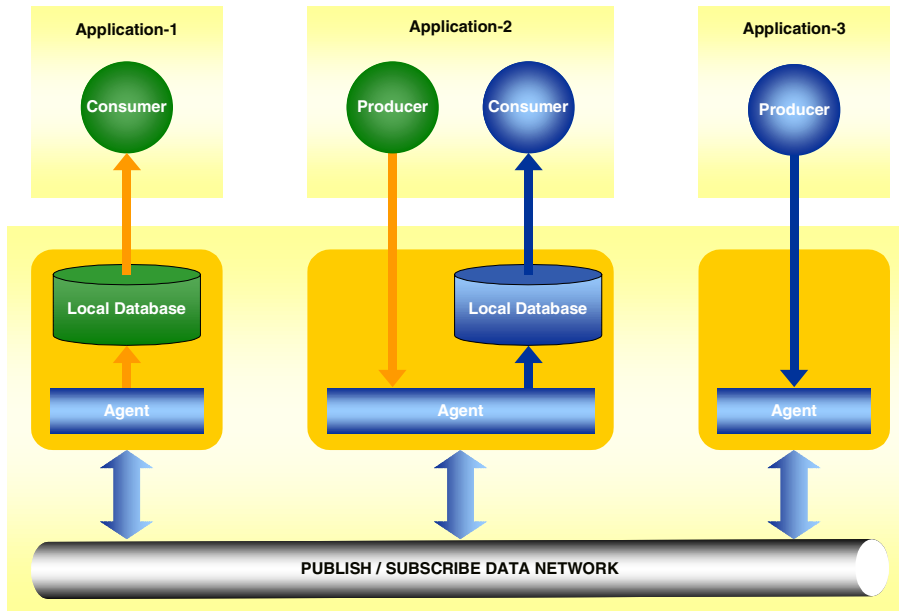 Application-1
Application-2
Application-3
Consumer
Producer
Consumer
Producer
Local Database
Local Database
Agent
Agent
Agent
PUBLISH / SUBSCRIBE DATA NETWORK